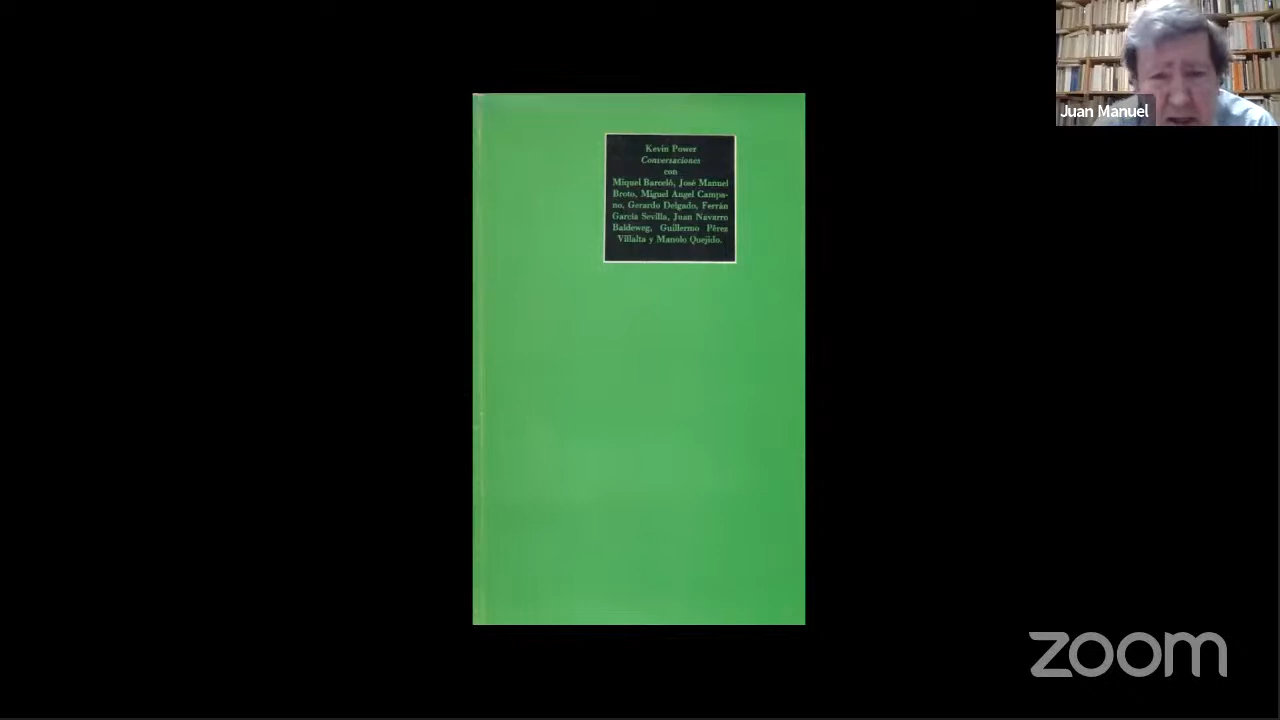 Kevin Power
Conversaciones
con
Miquel Barceló, José Manuel
Broto, Miguel Angel Campa-
no, Gerardo Delgado, Ferrán
García Sevilla, Juan Navarro
Baldeweg, Guillermo Pérez
Villalta y Manolo Quejido.
Juan Manuel
zoom